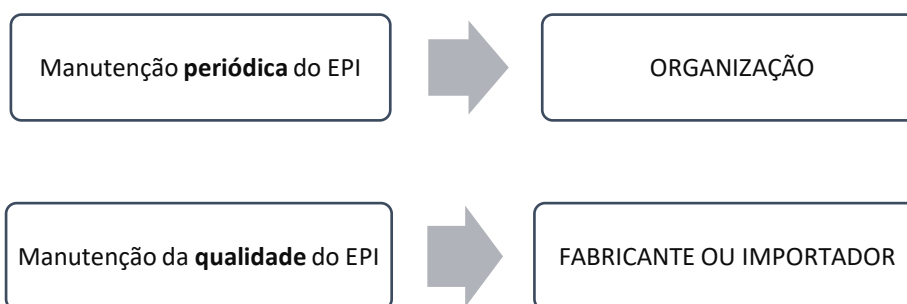 Manutenção periódica do EPI
ORGANIZAÇÃO
Manutenção da qualidade do EPI
FABRICANTE OU IMPORTADOR